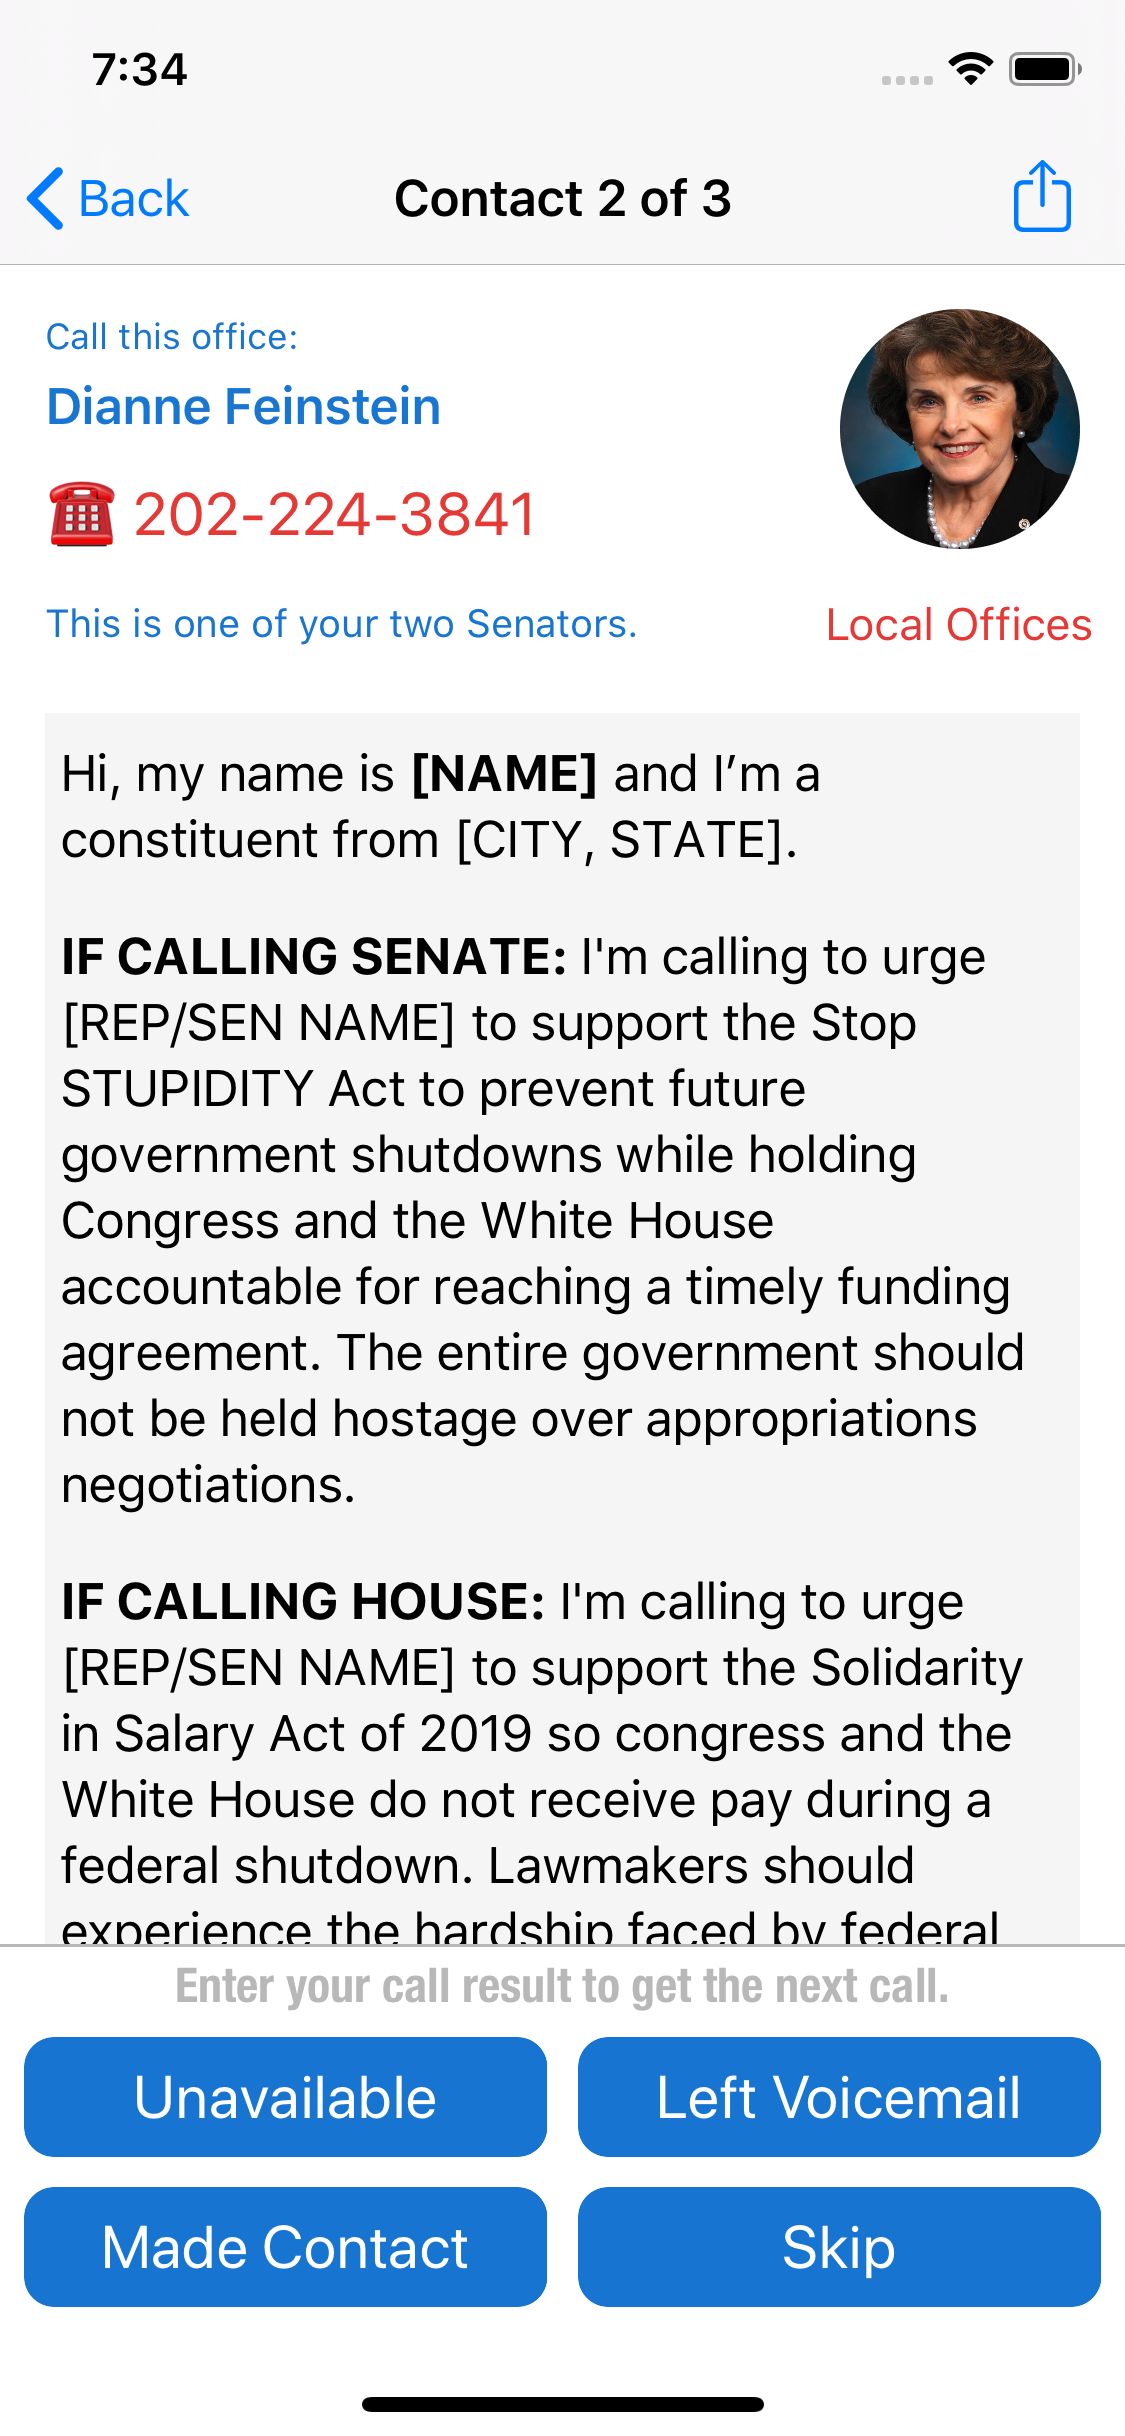 7:34
Back
Contact 2 of 3
Call this office:
Dianne Feinstein
202-224-3841
This is one of your two Senators.
Local Offices
Hi, my name is [NAME] and I’m a
constituent from [CITY, STATE].
IF CALLING SENATE: I'm calling to urge
[REP/SEN NAME] to support the Stop
STUPIDITY Act to prevent future
government shutdowns while holding
Congress and the White House
accountable for reaching a timely funding
agreement. The entire government should
not be held hostage over appropriations
negotiations.
IF CALLING HOUSE: I'm calling to urge
[REP/SEN NAME] to support the Solidarity
in Salary Act of 2019 so congress and the
White House do not receive pay during a
federal shutdown. Lawmakers should
experience the hardship faced by federal
Enter your call result to get the next call.
Unavailable
Left Voicemail
Made Contact
Skip